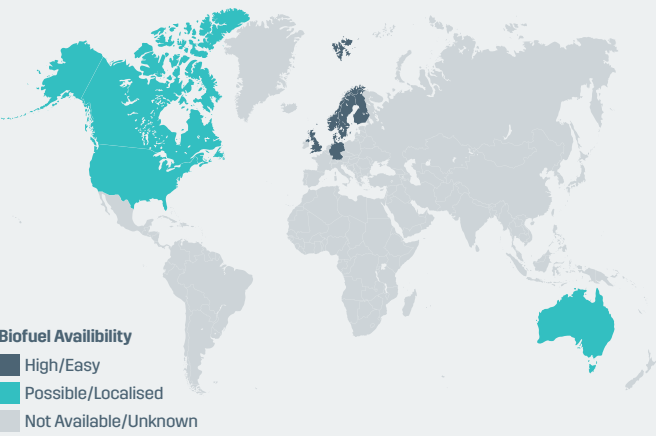 Biofuel Availibility
High/Easy
Possible/Localised
Not Available/Unknown